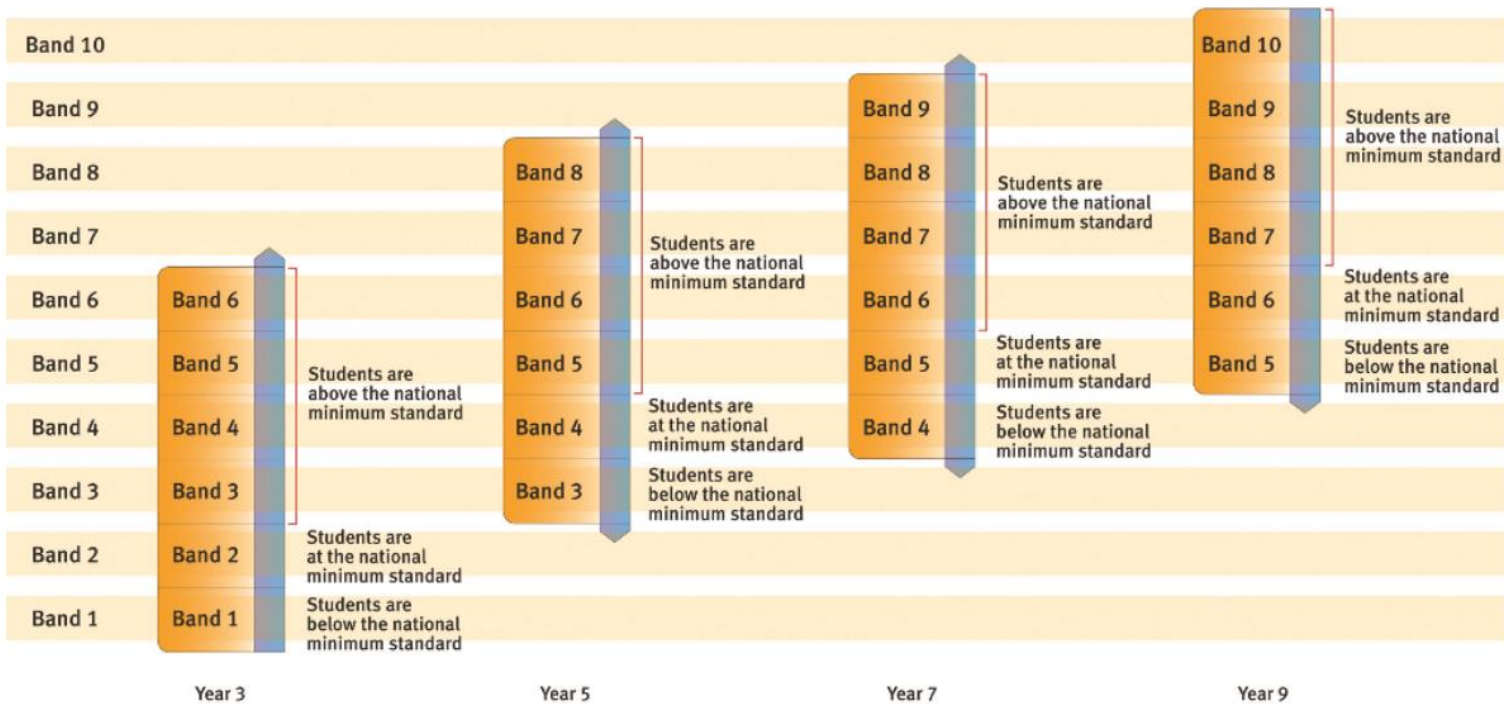 Band 10
Band 9
Band 8
Band 7
Band 6
Band 5
Band 4
Band 3
Band 2
Band 1
Band 6
Band 5
Band 4
Band 3
Band 2
Band 1
Students are
above the national
minimum standard
Students are
at the national
minimum standard
Students are
below the national
minimum standard
Year 3
Band 8
Band 7
Band 6
Band 5
Band 4
Band 3
Students are
above the national
minimum standard
Students are
at the national
minimum standard
Students are
below the national
minimum standard
Year 5
Band 9
Band 8
Band 7
Band 6
Band 5
Band 4
Students are
above the national
minimum standard
Students are
at the national
minimum standard
Students are
below the national
minimum standard
Year 7
Band 10
Band 9
Band 8
Band 7
Band 6
Band 5
Students are
above the national
minimum standard
Students are
at the national
minimum standard
Students are
below the national
minimum standard
Year 9